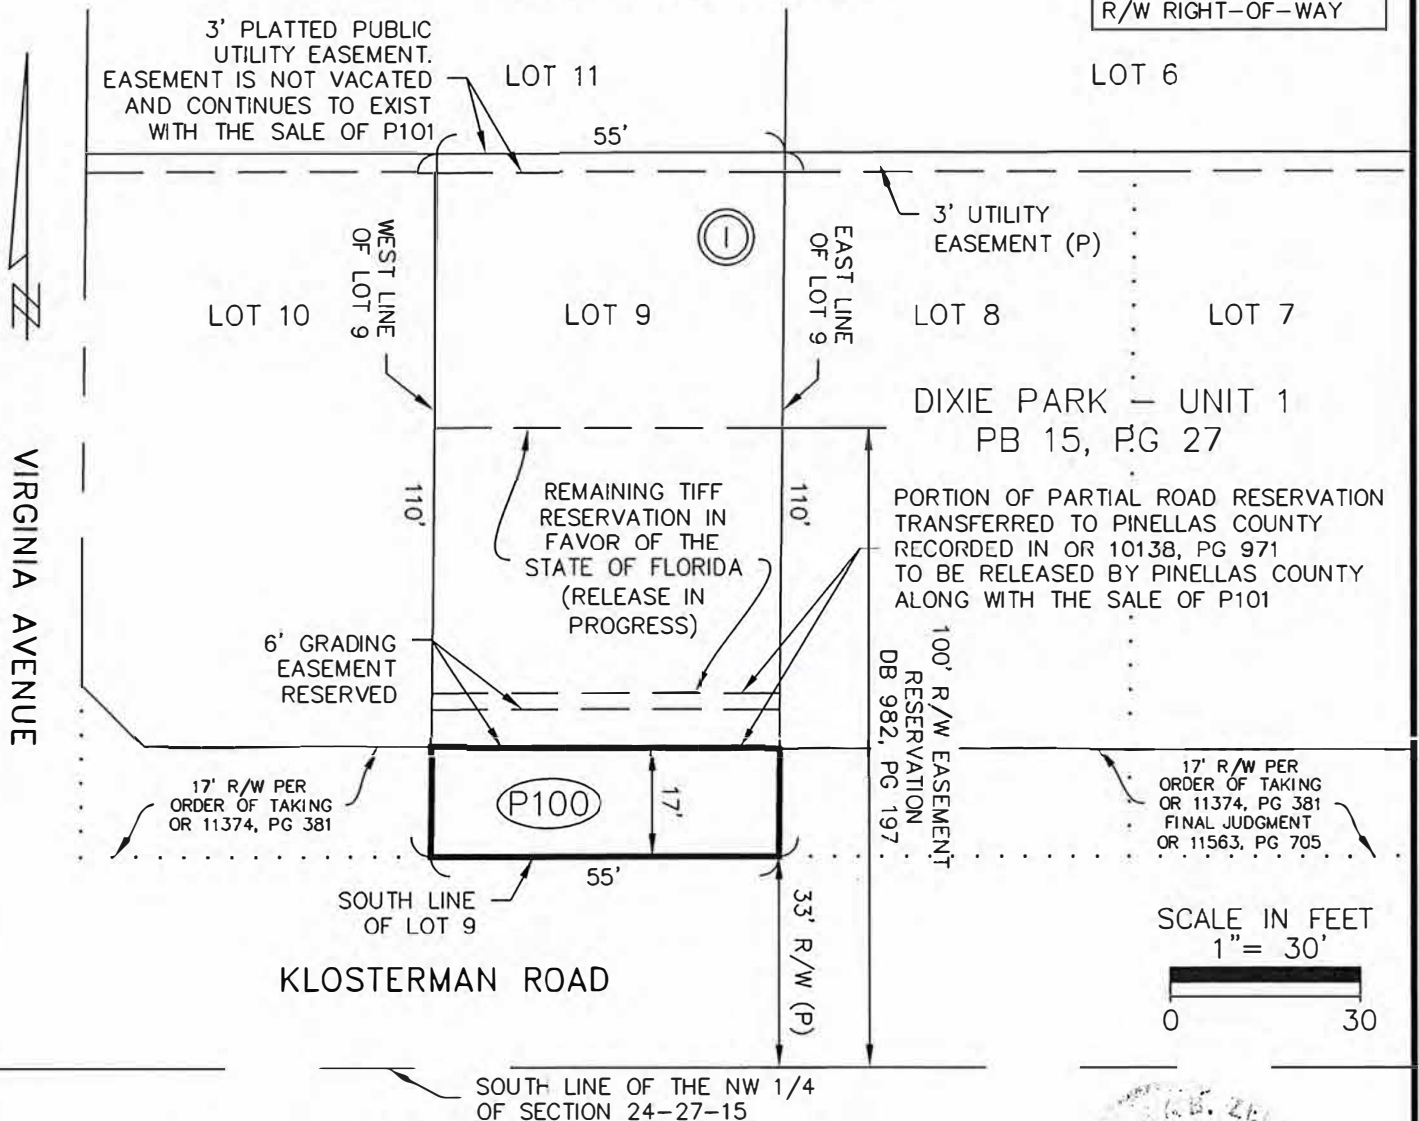 R/W RIGHT-OF-WAY
3' PLATTED PUBLIC
UTILITY EASEMENT.
EASEMENT IS NOT VACATED
AND CONTINUES TO EXIST
WITH THE SALE OF P101
LOT 11
LOT 6
55'
3' UTILITY
EASEMENT (P)
I
WEST LINE
OF LOT 9
EAST LINE
OF LOT 9
N
LOT 10
LOT 9
LOT 8
LOT 7
DIXIE PARK - UNIT 1
PB 15, PG 27
VIRGINIA AVENUE
110'
REMAINING TIFF
RESERVATION IN
FAVOR OF THE
STATE OF FLORIDA
(RELEASE IN
PROGRESS)
110'
PORTION OF PARTIAL ROAD RESERVATION
TRANSFERRED TO PINELLAS COUNTY
RECORDED IN OR 10138, PG 971
TO BE RELEASED BY PINELLAS COUNTY
ALONG WITH THE SALE OF P101
6' GRADING
EASEMENT
RESERVED
100' R/W EASEMENT
RESERVATION
DB 982, PG 197
17' R/W PER
ORDER OF TAKING
OR 11374, PG 381
P100
17'
17' R/W PER
ORDER OF TAKING
OR 11374, PG 381
FINAL JUDGMENT
OR 11563, PG 705
55'
SOUTH LINE
OF LOT 9
33' R/W (P)
KLOSTERMAN ROAD
SCALE IN FEET
1"= 30'
0 30
SOUTH LINE OF THE NW 1/4
OF SECTION 24-27-15